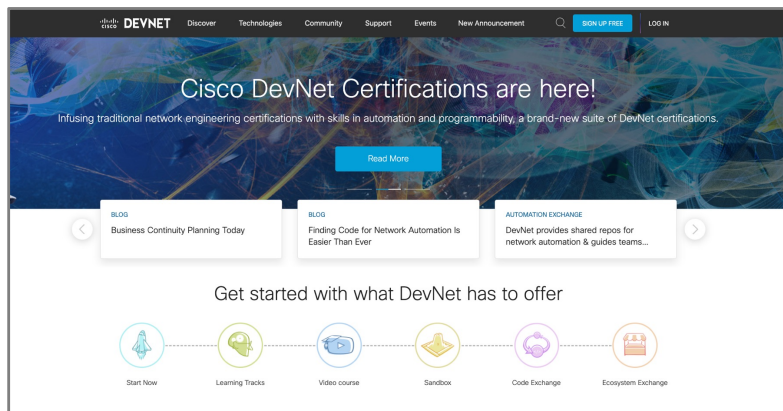 cisco DEVNET Discover Technologies Community Support Events New Announcement SIGN UP FREE LOG IN
Cisco DevNet Certifications are here!
Infusing traditional network engineering certifications with skills in automation and programmability, a brand-new suite of DevNet certifications.
Read More
BLOG
Business Continuity Planning Today
BLOG
Finding Code for Network Automation Is
Easier Than Ever
AUTOMATION EXCHANGE
DevNet provides shared repos for
network automation & guides teams...
Get started with what DevNet has to offer
Start Now Learning Tracks Video course Sandbox Code Exchange Ecosystem Exchange